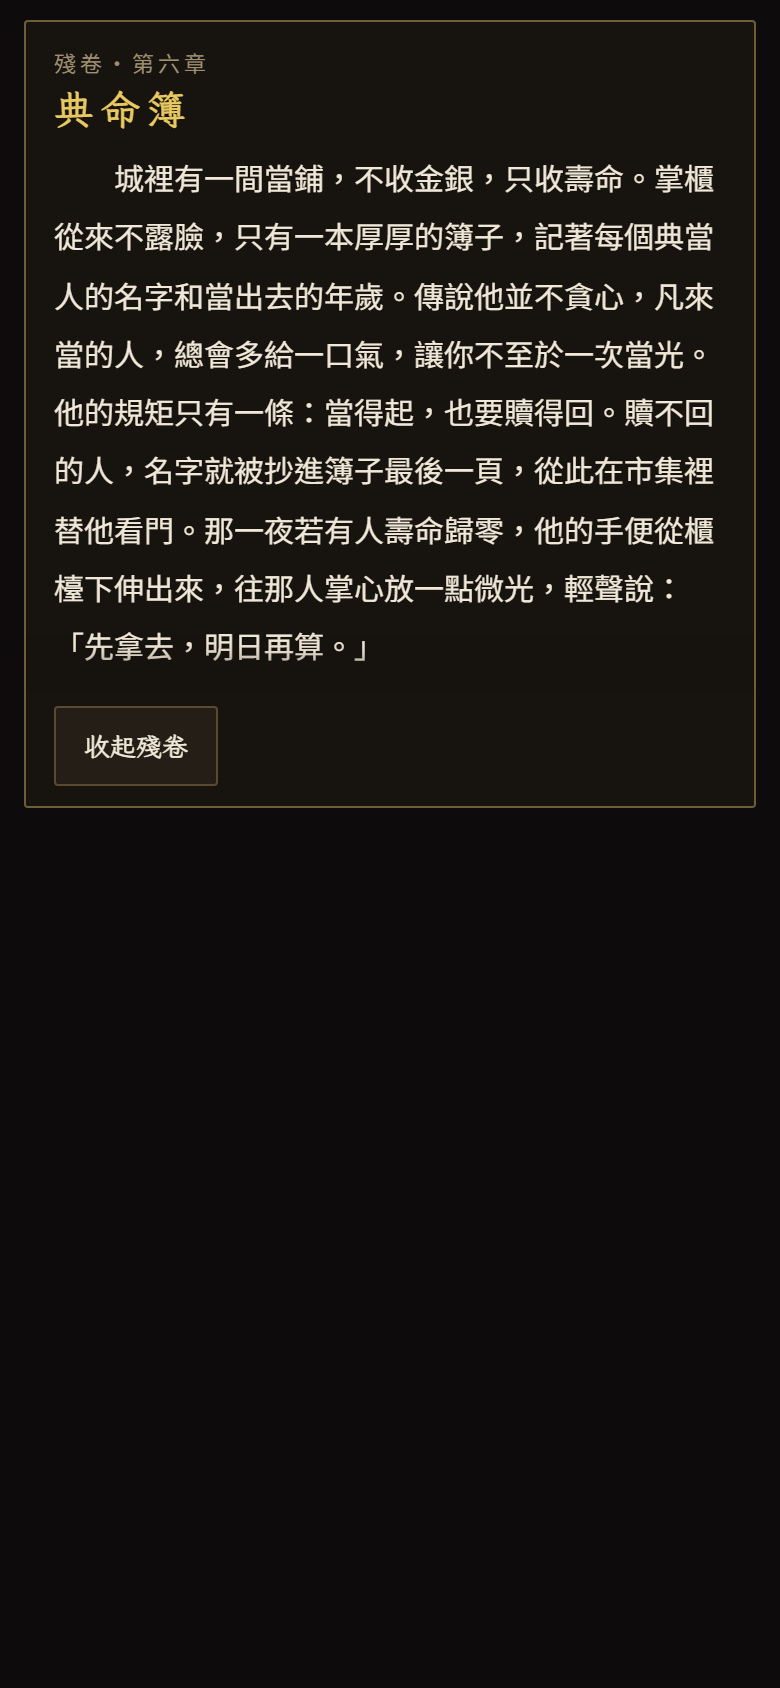 殘卷・第六章
典命簿
城裡有一間當鋪，不收金銀，只收壽命。掌櫃
從來不露臉，只有一本厚厚的簿子，記著每個典當
人的名字和當出去的年歲。傳說他並不貪心，凡來
當的人，總會多給一口氣，讓你不至於一次當光。
他的規矩只有一條：當得起，也要贖得回。贖不回
的人，名字就被抄進簿子最後一頁，從此在市集裡
替他看門。那一夜若有人壽命歸零，他的手便從櫃
檯下伸出來，往那人掌心放一點微光，輕聲說：
「先拿去，明日再算。」
收起殘卷